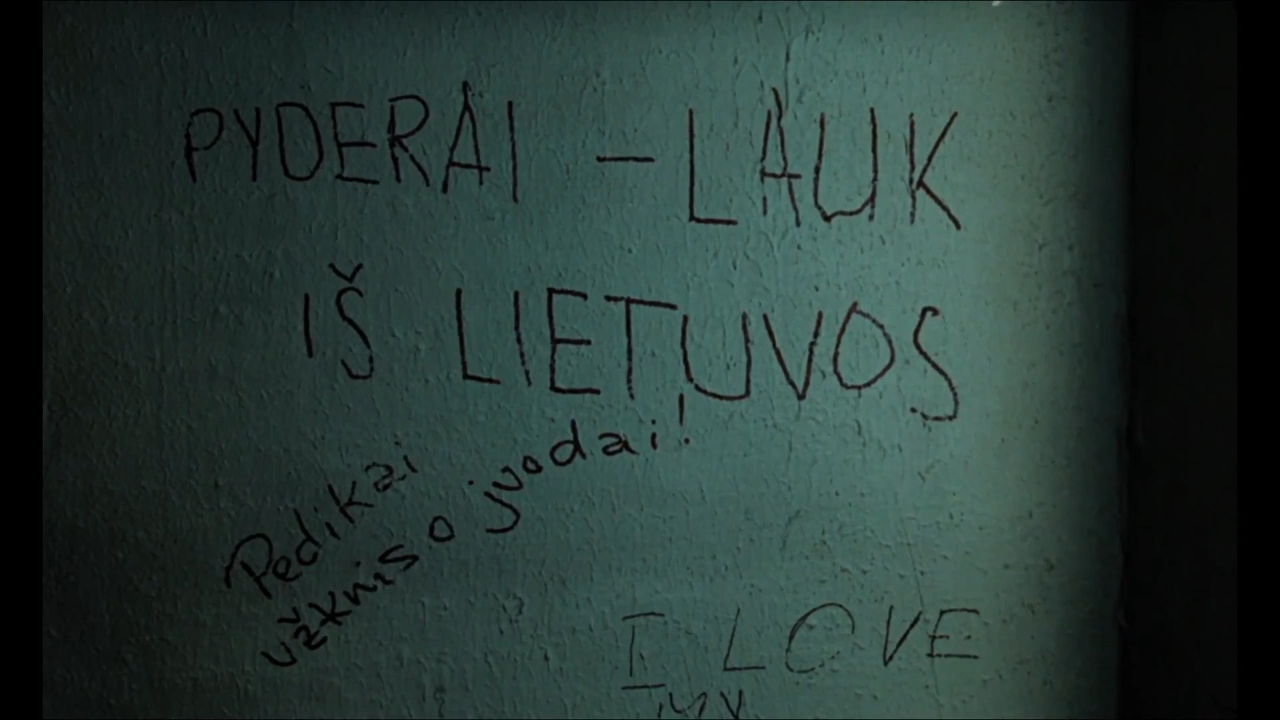 PYDERAI – LAUK
IŠ LIETUVOS
Pedikai
užkniso juodai!
I LOVE